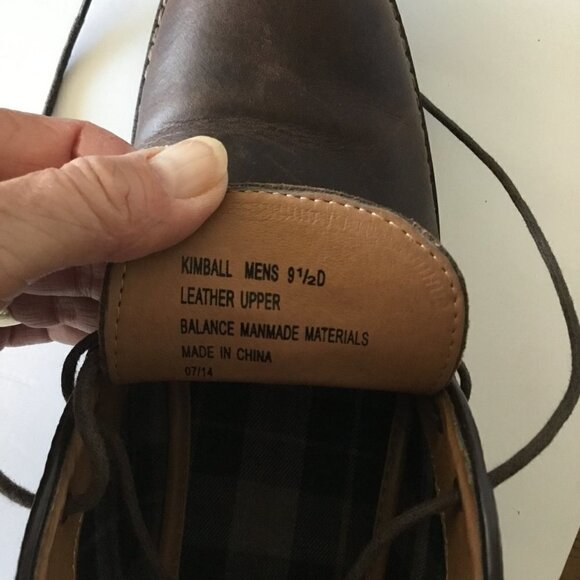 KIMBALL MENS 9½D
LEATHER UPPER
BALANCE MANMADE MATERIALS
MADE IN CHINA
07/14